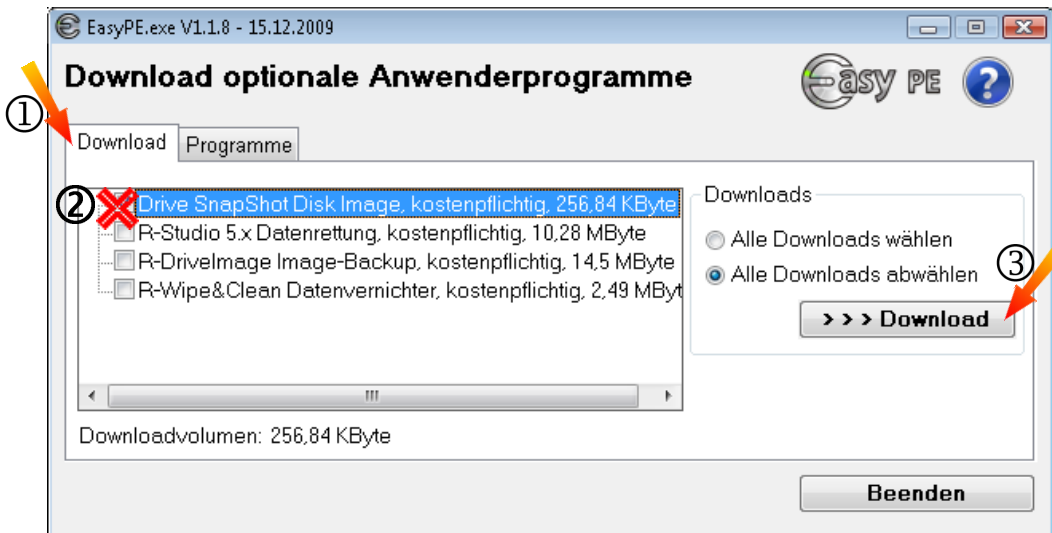 EasyPE.exe V1.1.8 - 15.12.2009
Download optionale Anwenderprogramme
Easy PE
?
①
Download
Programme
②
Drive SnapShot Disk Image, kostenpflichtig, 256,84 KByte
R-Studio 5.x Datenrettung, kostenpflichtig, 10,28 MByte
R-DriveImage Image-Backup, kostenpflichtig, 14,5 MByte
R-Wipe&Clean Datenvernichter, kostenpflichtig, 2,49 MByt
Downloads
Alle Downloads wählen
Alle Downloads abwählen
③
> > > Download
Downloadvolumen: 256,84 KByte
Beenden